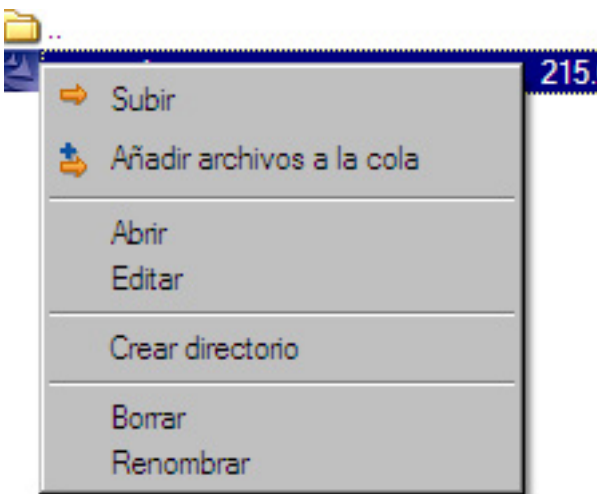 ..
215.
Subir
Añadir archivos a la cola
Abrir
Editar
Crear directorio
Borrar
Renombrar